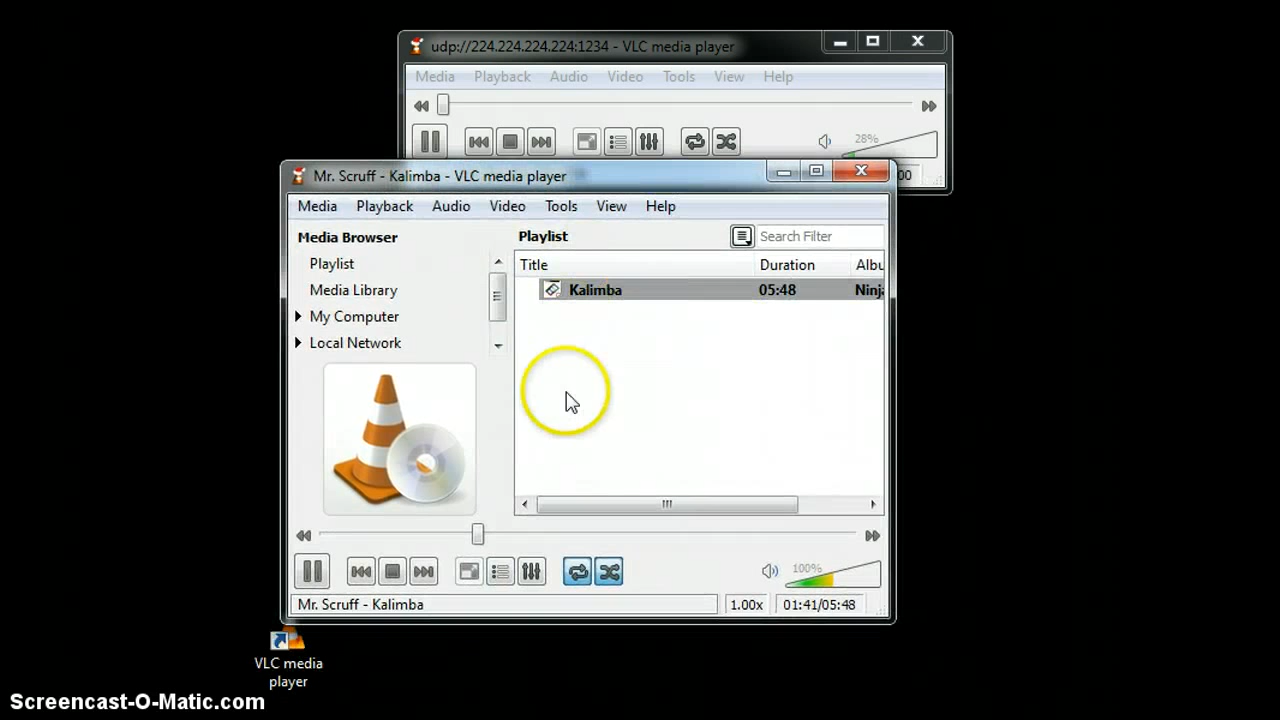 udp://224.224.224.224:1234 - VLC media player
Media Playback Audio Video Tools View Help
28%
00
Mr. Scruff - Kalimba - VLC media player
Media Playback Audio Video Tools View Help
Media Browser
Playlist
Media Library
My Computer
Local Network
Playlist
Search Filter
Title Duration Albu
Kalimba 05:48 Ninj
100%
Mr. Scruff - Kalimba 1.00x 01:41/05:48
VLC media
player
Screencast-O-Matic.com